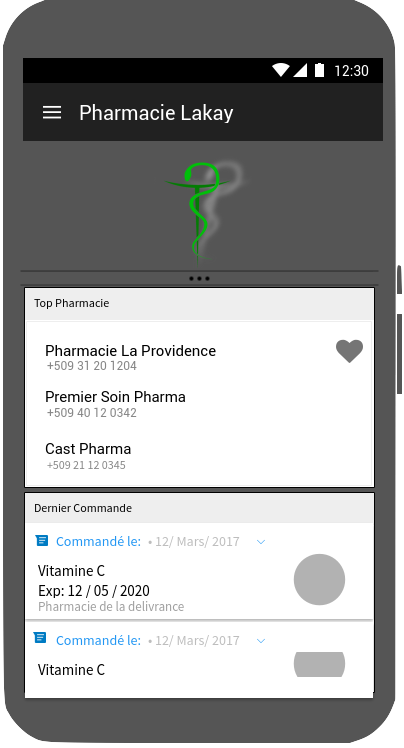 12:30
Pharmacie Lakay
Top Pharmacie
Pharmacie La Providence
+509 31 20 1204
Premier Soin Pharma
+509 40 12 0342
Cast Pharma
+509 21 12 0345
Dernier Commande
Commandé le: • 12/ Mars/ 2017
Vitamine C
Exp: 12 / 05 / 2020
Pharmacie de la delivrance
Commandé le: • 12/ Mars/ 2017
Vitamine C